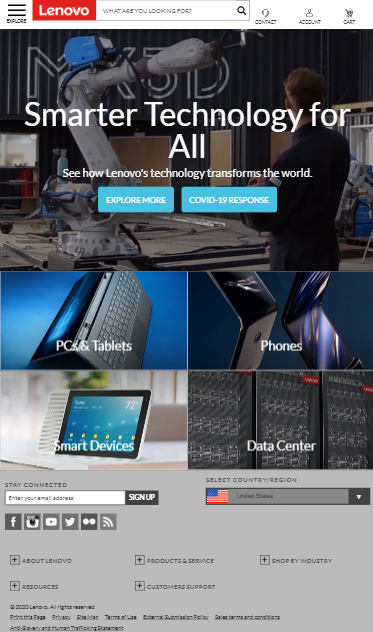 EXPLORE
Lenovo
WHAT ARE YOU LOOKING FOR?
CONTACT
ACCOUNT
CART
MX3D
Smarter Technology for
All
See how Lenovo's technology transforms the world.
EXPLORE MORE
COVID-19 RESPONSE
PCs & Tablets
Phones
72°
Smart Devices
Lenovo
Data Center
STAY CONNECTED
SELECT COUNTRY/REGION
Enter your email address
SIGN UP
United States
ABOUT LENOVO
PRODUCTS & SERVICE
SHOP BY INDUSTRY
RESOURCES
CUSTOMERS SUPPORT
© 2020 Lenovo. All rights reserved
Print this Page Privacy Site Map Terms of Use External Submission Policy Sales terms and conditions
Anti-Slavery and Human Trafficking Statement